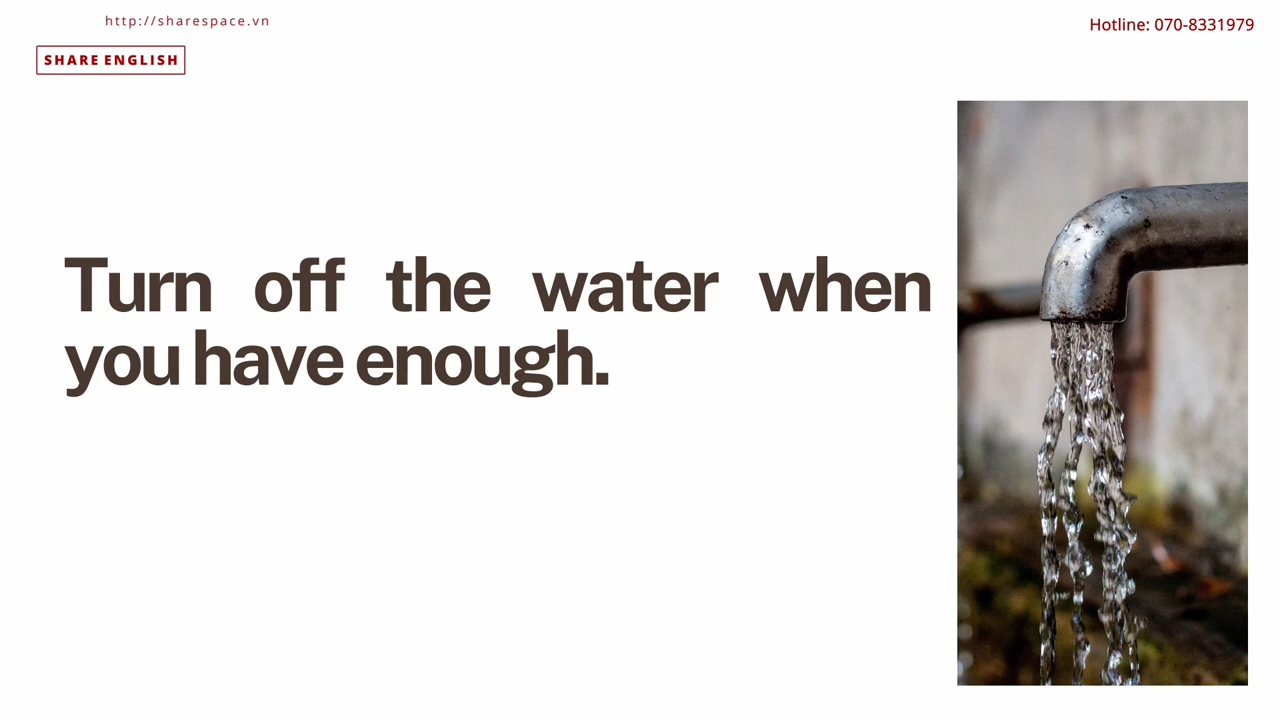 http://sharespace.vn
Hotline: 070-8331979
SHARE ENGLISH
Turn off the water when
you have enough.